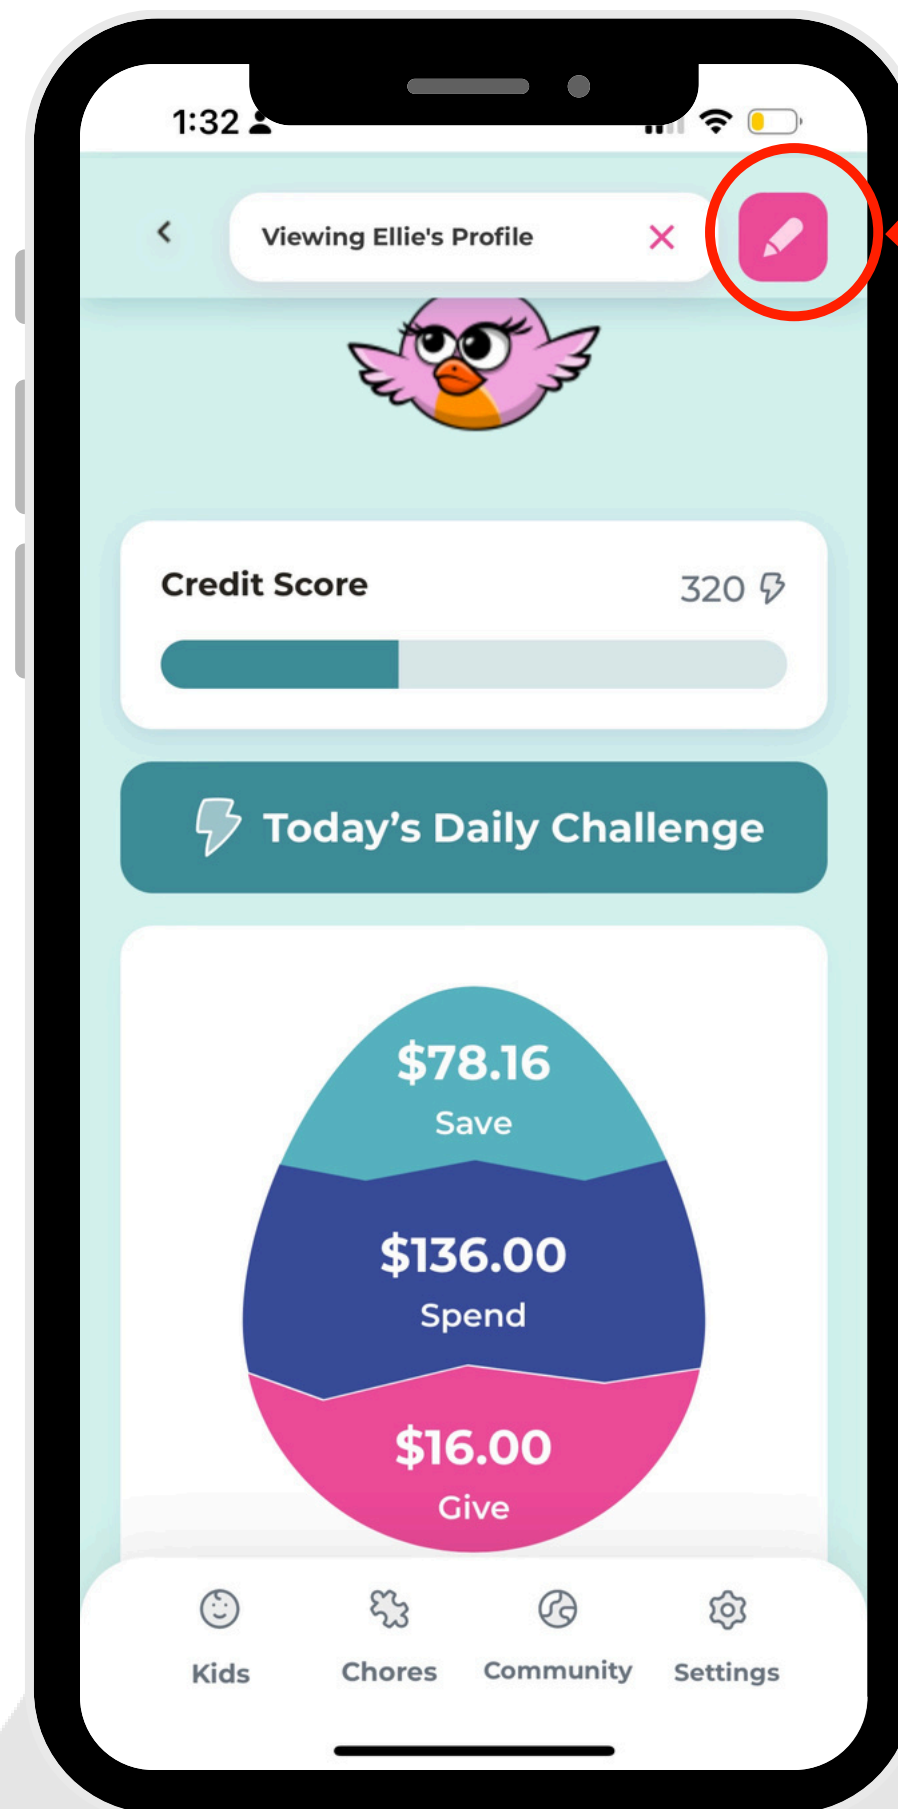 1:32
Viewing Ellie's Profile
Credit Score
320
Today's Daily Challenge
$78.16
Save
$136.00
Spend
$16.00
Give
Kids
Chores
Community
Settings